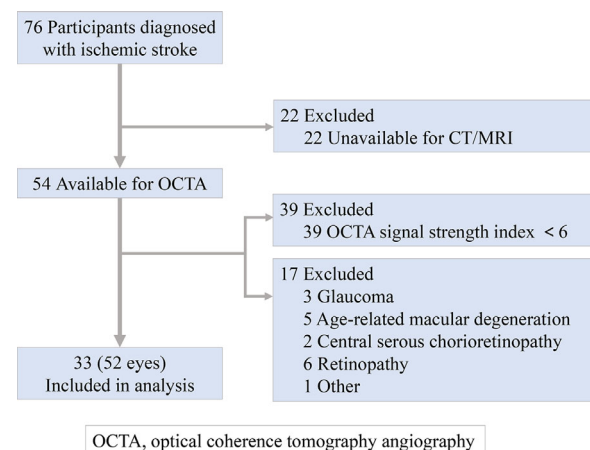 76 Participants diagnosed
with ischemic stroke
22 Excluded
22 Unavailable for CT/MRI
54 Available for OCTA
39 Excluded
39 OCTA signal strength index < 6
17 Excluded
3 Glaucoma
5 Age-related macular degeneration
2 Central serous chorioretinopathy
6 Retinopathy
1 Other
33 (52 eyes)
Included in analysis
OCTA, optical coherence tomography angiography